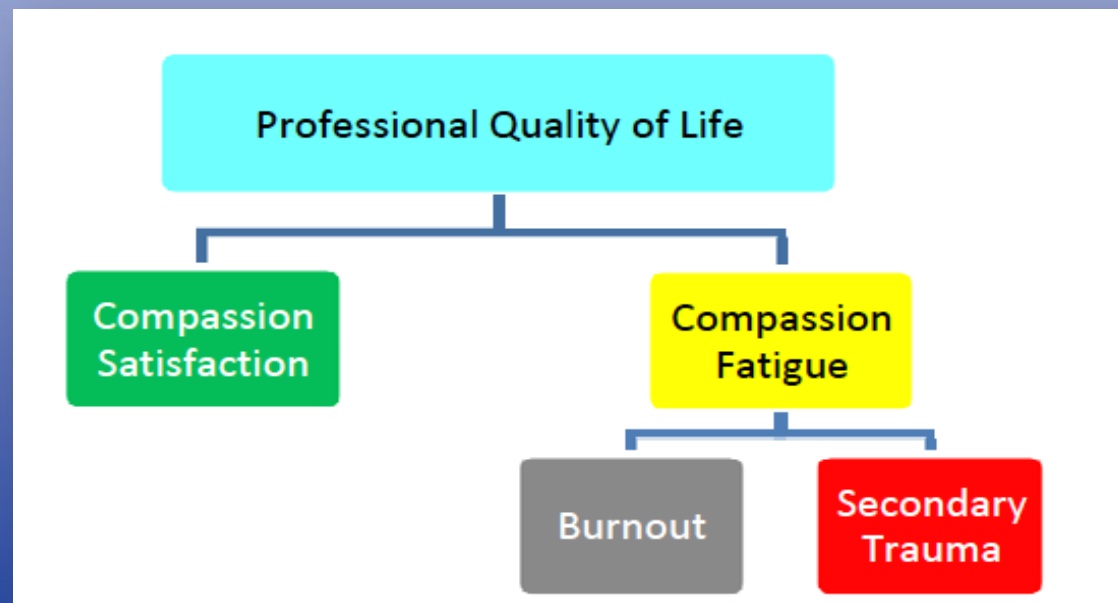 Professional Quality of Life
Compassion
Satisfaction
Compassion
Fatigue
Burnout
Secondary
Trauma